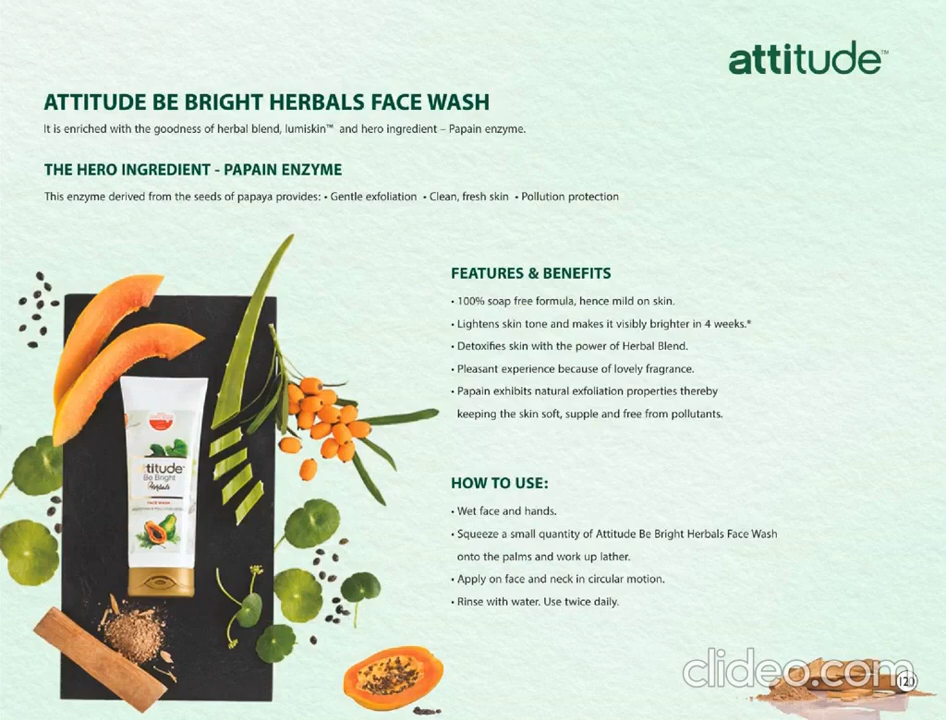 attitude™
ATTITUDE BE BRIGHT HERBALS FACE WASH
It is enriched with the goodness of herbal blend, lumiskin™ and hero ingredient – Papain enzyme.
THE HERO INGREDIENT - PAPAIN ENZYME
This enzyme derived from the seeds of papaya provides: • Gentle exfoliation • Clean, fresh skin • Pollution protection
FEATURES & BENEFITS
• 100% soap free formula, hence mild on skin.
• Lightens skin tone and makes it visibly brighter in 4 weeks.*
• Detoxifies skin with the power of Herbal Blend.
• Pleasant experience because of lovely fragrance.
• Papain exhibits natural exfoliation properties thereby
keeping the skin soft, supple and free from pollutants.
ttitude
Be Bright
Herbals
FACE WASH
HOW TO USE:
• Wet face and hands.
• Squeeze a small quantity of Attitude Be Bright Herbals Face Wash
onto the palms and work up lather.
• Apply on face and neck in circular motion.
• Rinse with water. Use twice daily.
clideo.com